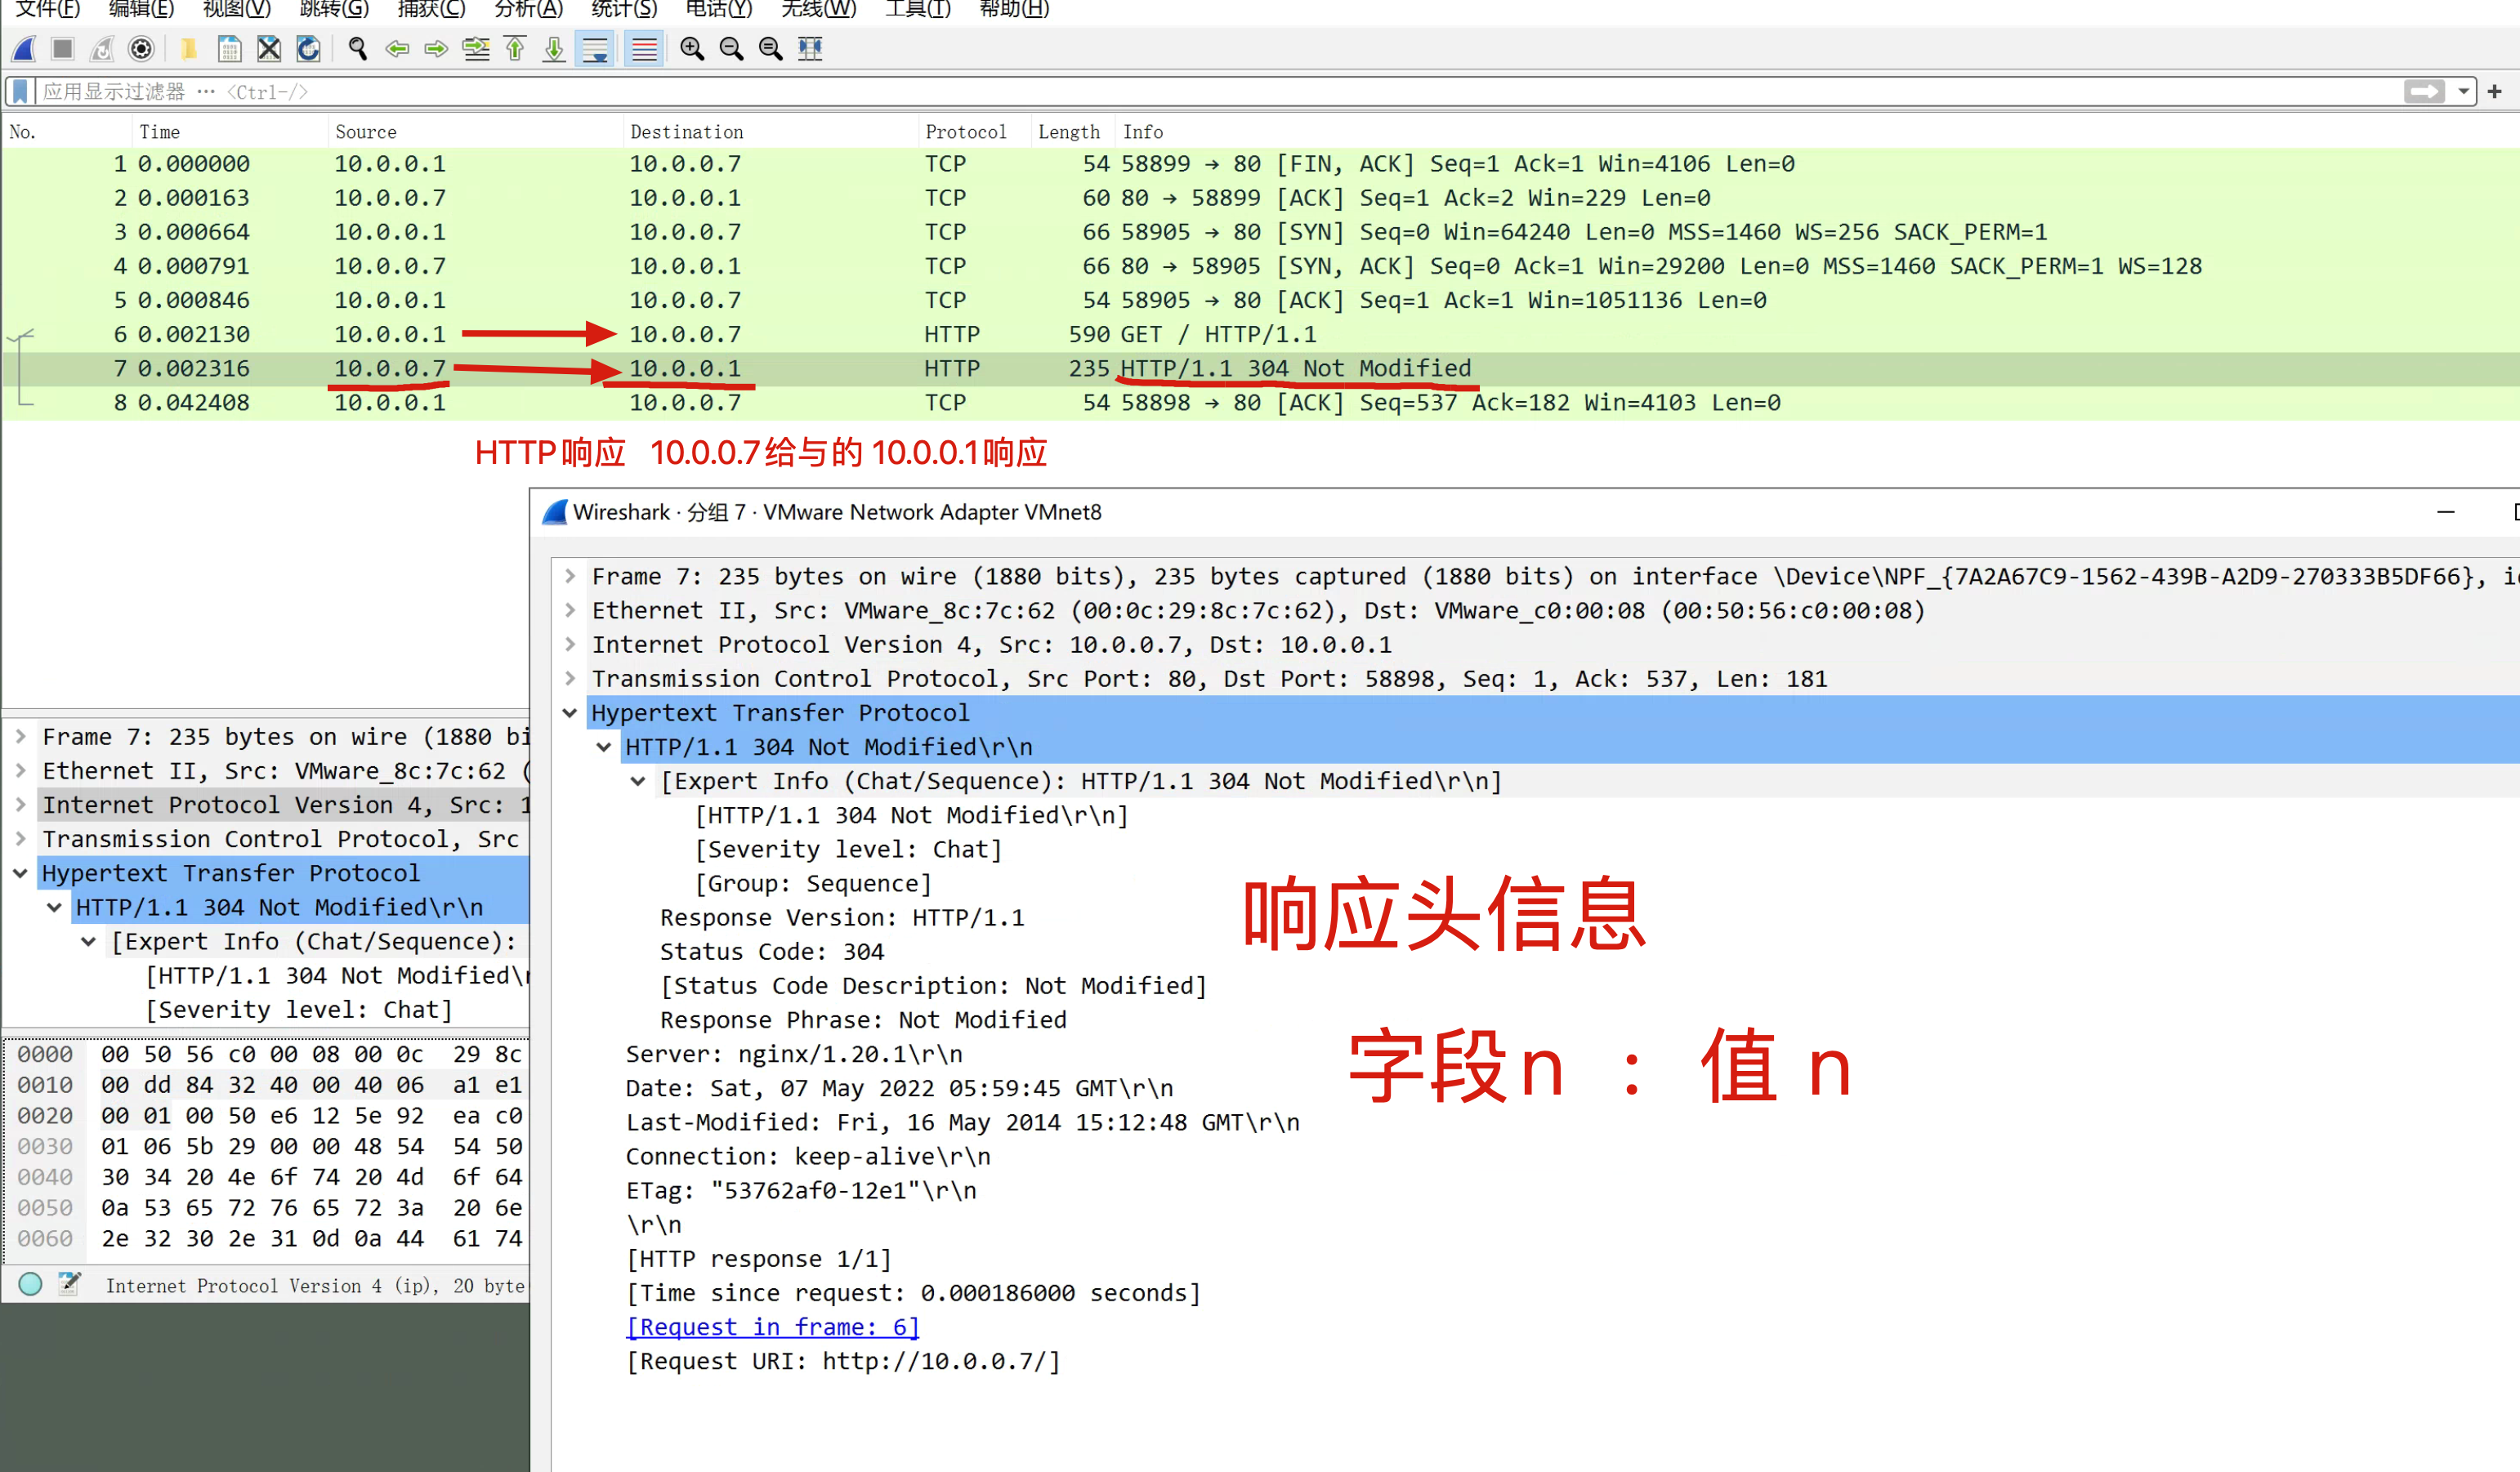 文件(F) 编辑(E) 视图(V) 跳转(G) 捕获(C) 分析(A) 统计(S) 电话(Y) 无线(W) 工具(T) 帮助(H)
应用显示过滤器 … <Ctrl-/>
No. Time Source Destination Protocol Length Info
1 0.000000 10.0.0.1 10.0.0.7 TCP 54 58899 → 80 [FIN, ACK] Seq=1 Ack=1 Win=4106 Len=0
2 0.000163 10.0.0.7 10.0.0.1 TCP 60 80 → 58899 [ACK] Seq=1 Ack=2 Win=229 Len=0
3 0.000664 10.0.0.1 10.0.0.7 TCP 66 58905 → 80 [SYN] Seq=0 Win=64240 Len=0 MSS=1460 WS=256 SACK_PERM=1
4 0.000791 10.0.0.7 10.0.0.1 TCP 66 80 → 58905 [SYN, ACK] Seq=0 Ack=1 Win=29200 Len=0 MSS=1460 SACK_PERM=1 WS=128
5 0.000846 10.0.0.1 10.0.0.7 TCP 54 58905 → 80 [ACK] Seq=1 Ack=1 Win=1051136 Len=0
6 0.002130 10.0.0.1 10.0.0.7 HTTP 590 GET / HTTP/1.1
7 0.002316 10.0.0.7 10.0.0.1 HTTP 235 HTTP/1.1 304 Not Modified
8 0.042408 10.0.0.1 10.0.0.7 TCP 54 58898 → 80 [ACK] Seq=537 Ack=182 Win=4103 Len=0
HTTP响应 10.0.0.7给与的 10.0.0.1响应
Wireshark · 分组 7 · VMware Network Adapter VMnet8
Frame 7: 235 bytes on wire (1880 bits), 235 bytes captured (1880 bits) on interface \Device\NPF_{7A2A67C9-1562-439B-A2D9-270333B5DF66},
Ethernet II, Src: VMware_8c:7c:62 (00:0c:29:8c:7c:62), Dst: VMware_c0:00:08 (00:50:56:c0:00:08)
Internet Protocol Version 4, Src: 10.0.0.7, Dst: 10.0.0.1
Transmission Control Protocol, Src Port: 80, Dst Port: 58898, Seq: 1, Ack: 537, Len: 181
Hypertext Transfer Protocol
HTTP/1.1 304 Not Modified\r\n
[Expert Info (Chat/Sequence): HTTP/1.1 304 Not Modified\r\n]
[HTTP/1.1 304 Not Modified\r\n]
[Severity level: Chat]
[Group: Sequence]
Response Version: HTTP/1.1
Status Code: 304
[Status Code Description: Not Modified]
Response Phrase: Not Modified
Server: nginx/1.20.1\r\n
Date: Sat, 07 May 2022 05:59:45 GMT\r\n
Last-Modified: Fri, 16 May 2014 15:12:48 GMT\r\n
Connection: keep-alive\r\n
ETag: "53762af0-12e1"\r\n
\r\n
[HTTP response 1/1]
[Time since request: 0.000186000 seconds]
[Request in frame: 6]
[Request URI: http://10.0.0.7/]
响应头信息
字段n : 值 n
Frame 7: 235 bytes on wire (1880 bi
Ethernet II, Src: VMware_8c:7c:62 (
Internet Protocol Version 4, Src: 1
Transmission Control Protocol, Src
Hypertext Transfer Protocol
HTTP/1.1 304 Not Modified\r\n
[Expert Info (Chat/Sequence):
[HTTP/1.1 304 Not Modified\r
[Severity level: Chat]
0000 00 50 56 c0 00 08 00 0c 29 8c
0010 00 dd 84 32 40 00 40 06 a1 e1
0020 00 01 00 50 e6 12 5e 92 ea c0
0030 01 06 5b 29 00 00 48 54 54 50
0040 30 34 20 4e 6f 74 20 4d 6f 64
0050 0a 53 65 72 76 65 72 3a 20 6e
0060 2e 32 30 2e 31 0d 0a 44 61 74
Internet Protocol Version 4 (ip), 20 byte